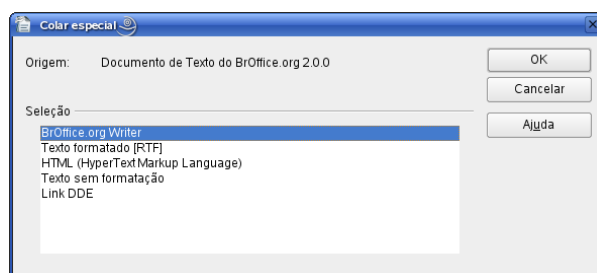 Colar especial
Origem: Documento de Texto do BrOffice.org 2.0.0
OK
Cancelar
Ajuda
Seleção
BrOffice.org Writer
Texto formatado [RTF]
HTML (HyperText Markup Language)
Texto sem formatação
Link DDE